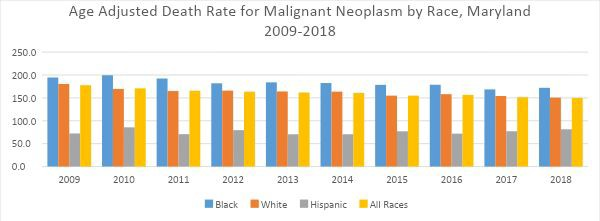 Age Adjusted Death Rate for Malignant Neoplasm by Race, Maryland
2009-2018
250.0
200.0
150.0
100.0
50.0
0.0
2009 2010 2011 2012 2013 2014 2015 2016 2017 2018
Black White Hispanic All Races